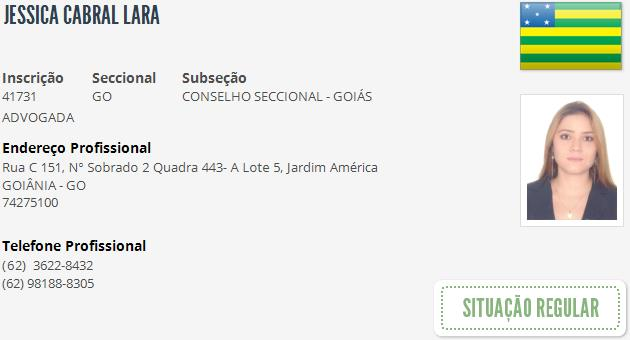 JESSICA CABRAL LARA
Inscrição Seccional Subseção
41731 GO CONSELHO SECCIONAL - GOIÁS
ADVOGADA
Endereço Profissional
Rua C 151, Nº Sobrado 2 Quadra 443- A Lote 5, Jardim América
GOIÂNIA - GO
74275100
Telefone Profissional
(62) 3622-8432
(62) 98188-8305
SITUAÇÃO REGULAR